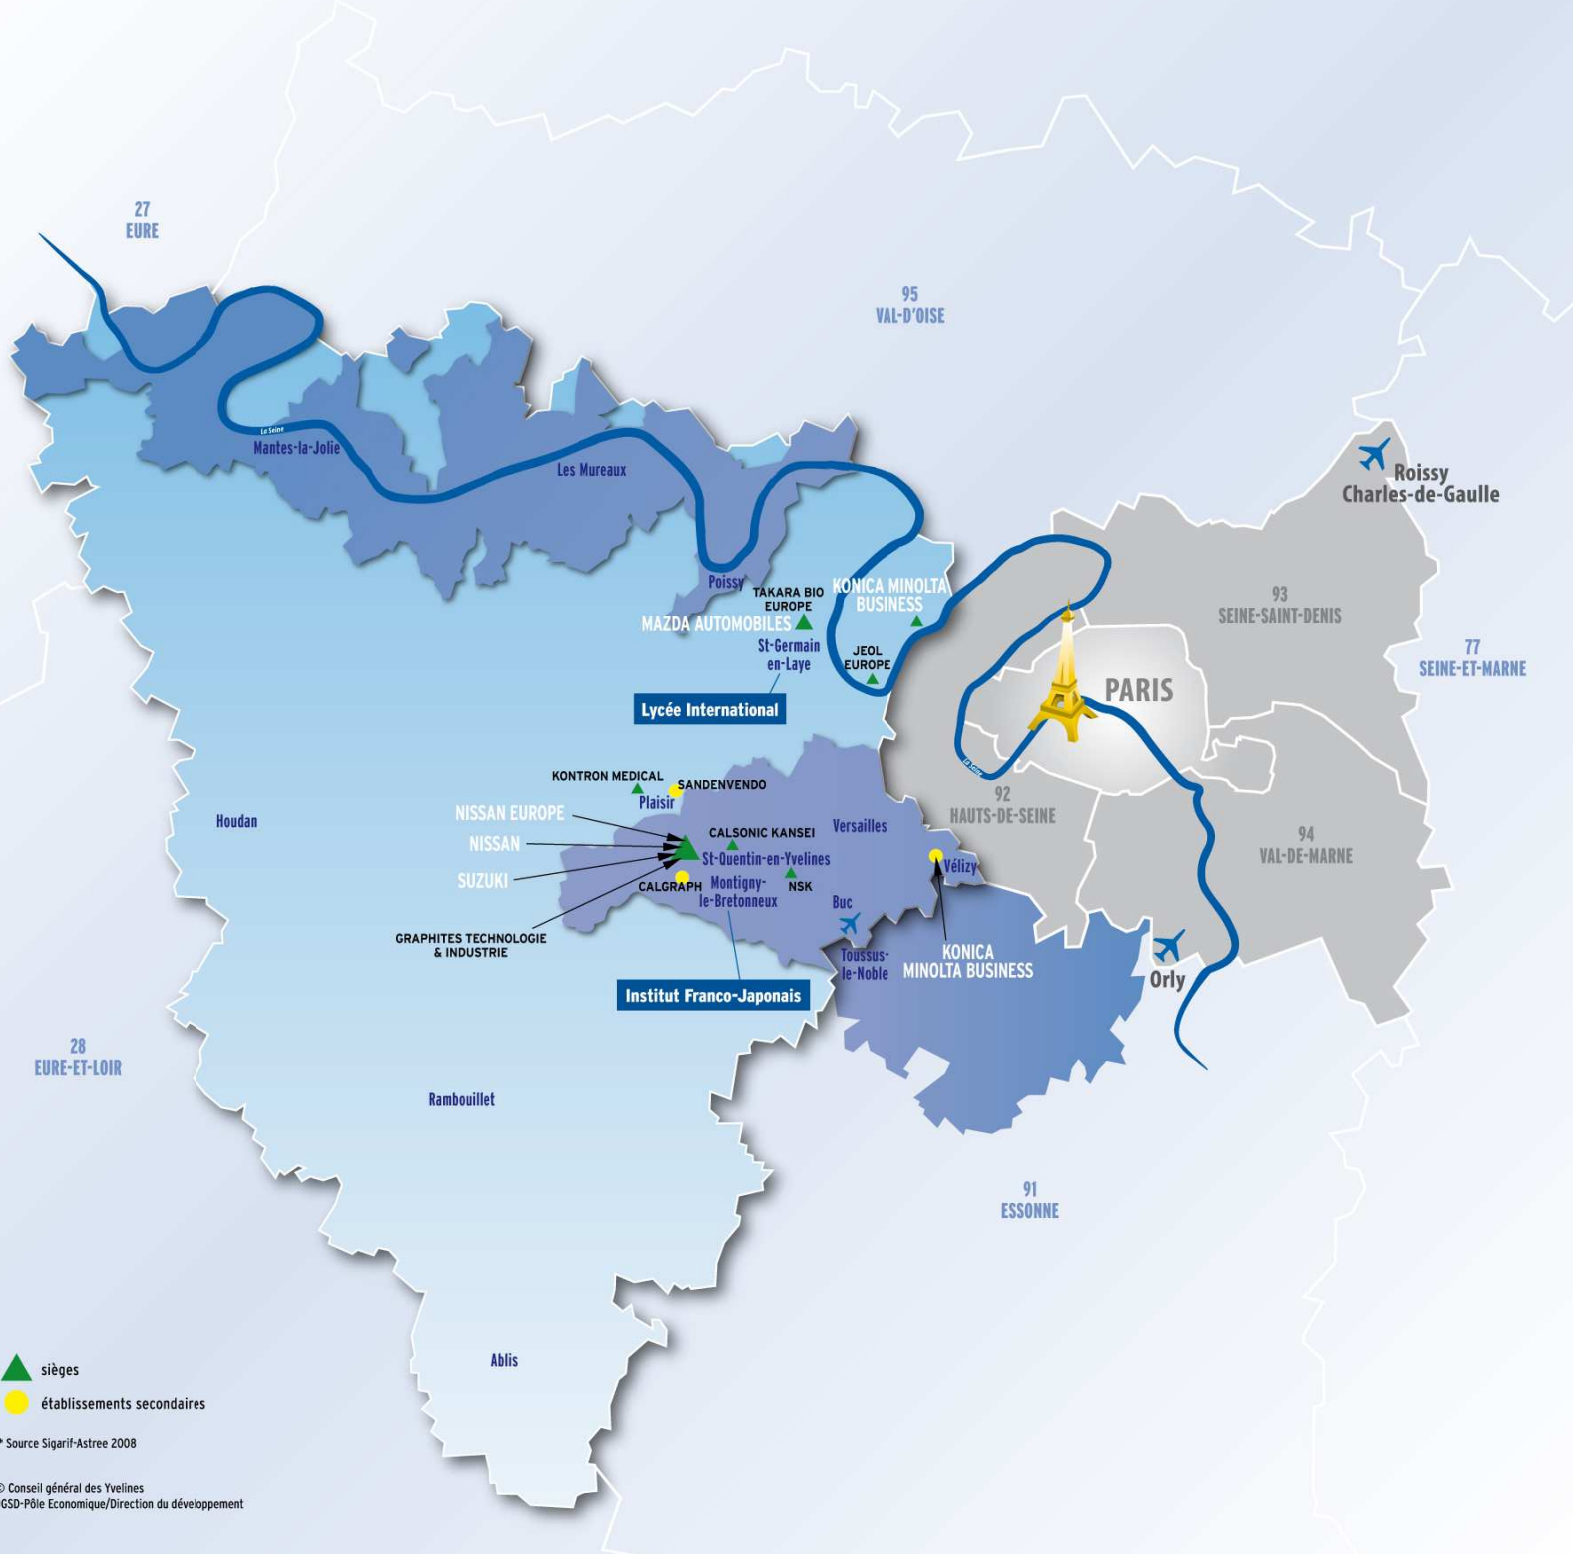 27
EURE
95
VAL-D'OISE
La Seine
Mantes-la-Jolie
Les Mureaux
Roissy
Charles-de-Gaulle
Poissy
TAKARA BIO
EUROPE
KONICA MINOLTA
BUSINESS
MAZDA AUTOMOBILES
St-Germain
en-Laye
JEOL
EUROPE
93
SEINE-SAINT-DENIS
77
SEINE-ET-MARNE
Lycée International
PARIS
La Seine
KONTRON MEDICAL
SANDENVENDO
Plaisir
92
HAUTS-DE-SEINE
NISSAN EUROPE
NISSAN
SUZUKI
CALSONIC KANSEI
Versailles
Houdan
St-Quentin-en-Yvelines
94
VAL-DE-MARNE
Vélizy
CALGRAPH
Montigny-
le-Bretonneux
NSK
Buc
GRAPHITES TECHNOLOGIE
& INDUSTRIE
Toussus-
le-Noble
KONICA
MINOLTA BUSINESS
Orly
Institut Franco-Japonais
28
EURE-ET-LOIR
Rambouillet
91
ESSONNE
Ablis
sièges
établissements secondaires
* Source Sigarif-Astree 2008
© Conseil général des Yvelines
GSD-Pôle Economique/Direction du développement